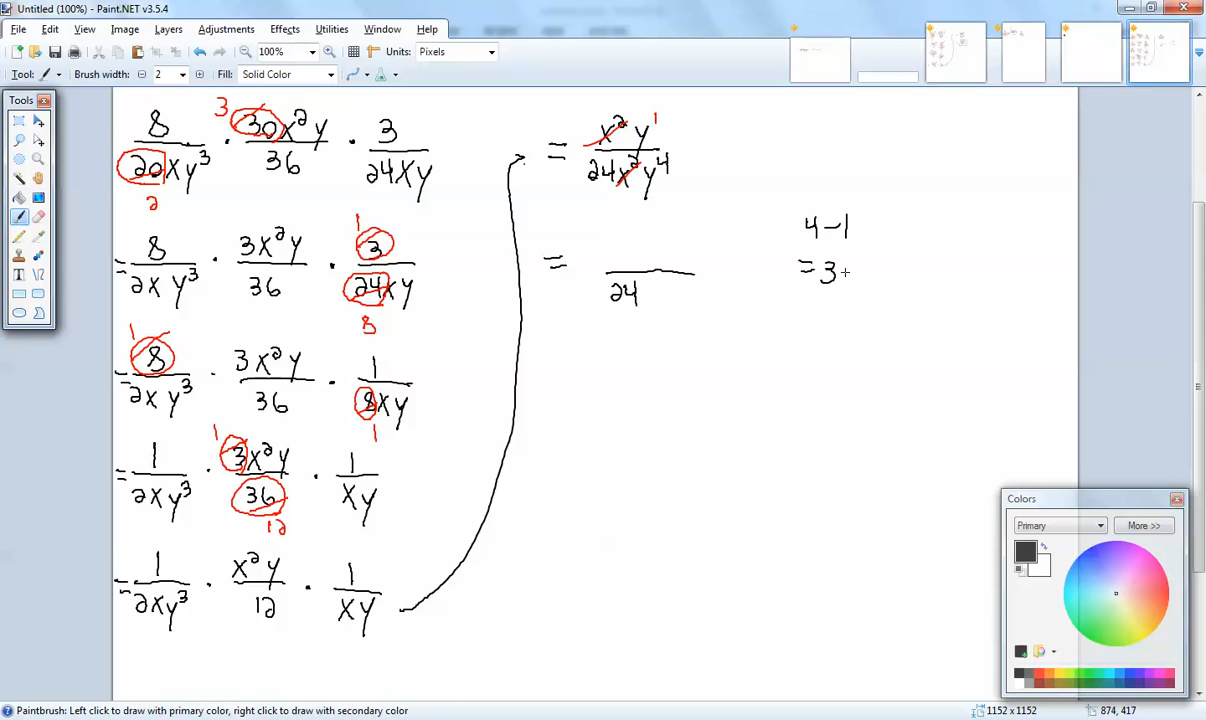 Untitled (100%) - Paint.NET v3.5.4
File Edit View Image Layers Adjustments Effects Utilities Window Help
100% Units: Pixels
Tool: Brush width: 2 Fill: Solid Color
Tools
3
8/20xy³ · 30x²y/36 · 3/24xy
2
1
= 8/2xy³ · 3x²y/36 · 3/24xy
8
1
= 8/2xy³ · 3x²y/36 · 1/8xy
1
1
= 1/2xy³ · 3x²y/36 · 1/xy
12
= 1/2xy³ · x²y/12 · 1/xy
= x²y¹/24x²y⁴
= /24
4-1
=3
Colors
Primary More >>
Paintbrush: Left click to draw with primary color, right click to draw with secondary color
1152 x 1152
874, 417